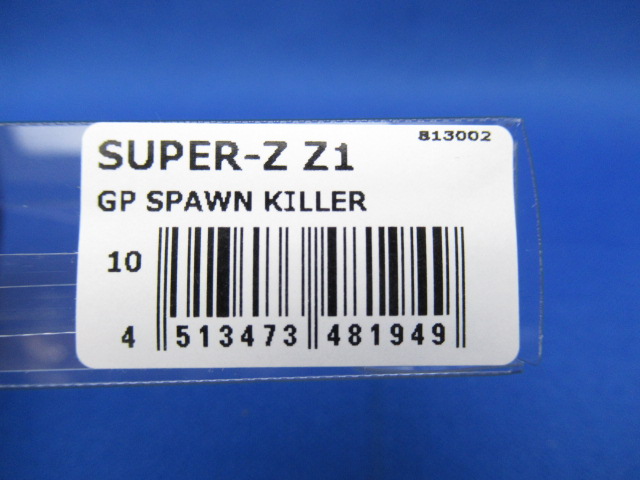 813002
SUPER-Z Z1
GP SPAWN KILLER
10
4 513473 481949